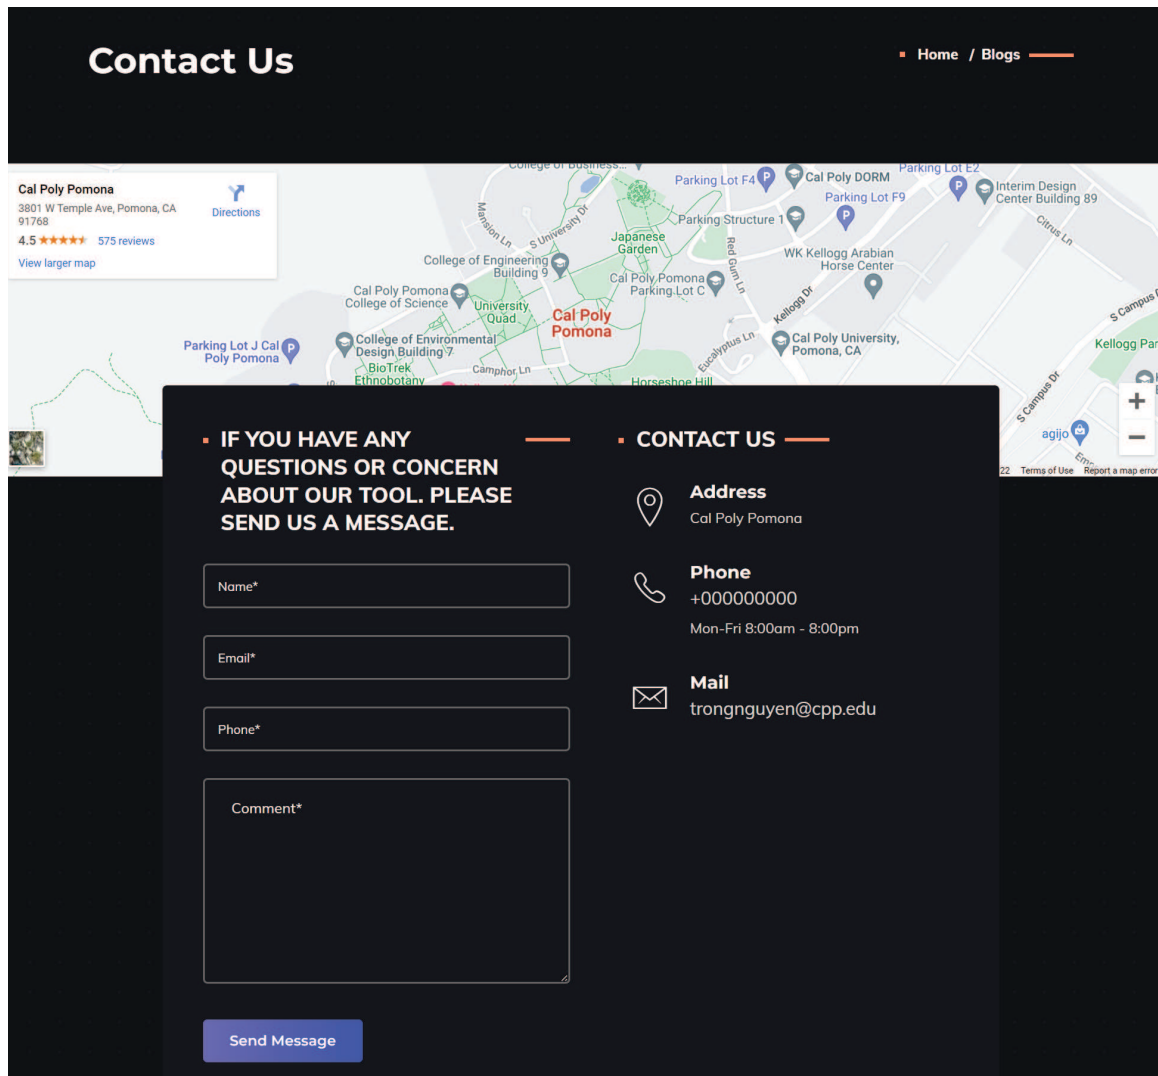 Contact Us
Home / Blogs
Cal Poly Pomona
3801 W Temple Ave, Pomona, CA
91768
4.5
575 reviews
View larger map
Directions
College of Business...
Parking Lot F4
Cal Poly DORM
Parking Lot E2
Parking Lot F9
Interim Design
Center Building 89
Mansion Ln
S University Dr
Parking Structure 1
Citrus Ln
Japanese
Garden
Red Gum Ln
WK Kellogg Arabian
Horse Center
College of Engineering
Building 9
Cal Poly Pomona
Parking Lot C
Cal Poly Pomona
College of Science
University
Quad
Cal Poly
Pomona
Kellogg Dr
S Campus
Parking Lot J Cal
Poly Pomona
College of Environmental
Design Building 7
Eucalyptus Ln
Cal Poly University,
Pomona, CA
Kellogg Par
BioTrek
Ethnobotany
Camphor Ln
Horseshoe Hill
S Campus Dr
agijo
22 Terms of Use Report a map error
IF YOU HAVE ANY
QUESTIONS OR CONCERN
ABOUT OUR TOOL. PLEASE
SEND US A MESSAGE.
Name*
Email*
Phone*
Comment*
Send Message
CONTACT US
Address
Cal Poly Pomona
Phone
+000000000
Mon-Fri 8:00am - 8:00pm
Mail
trongnguyen@cpp.edu